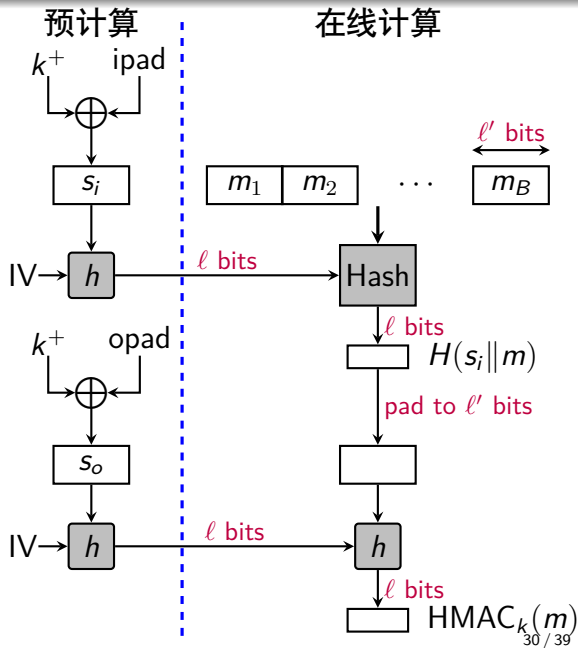 预计算 在线计算
k⁺ ipad
ℓ′ bits
sᵢ m₁ m₂ ... m_B
IV h ℓ bits Hash
ℓ bits
k⁺ opad H(sᵢ∥m)
pad to ℓ′ bits
sₒ
IV h ℓ bits h
ℓ bits
HMACₖ(m)
30 / 39